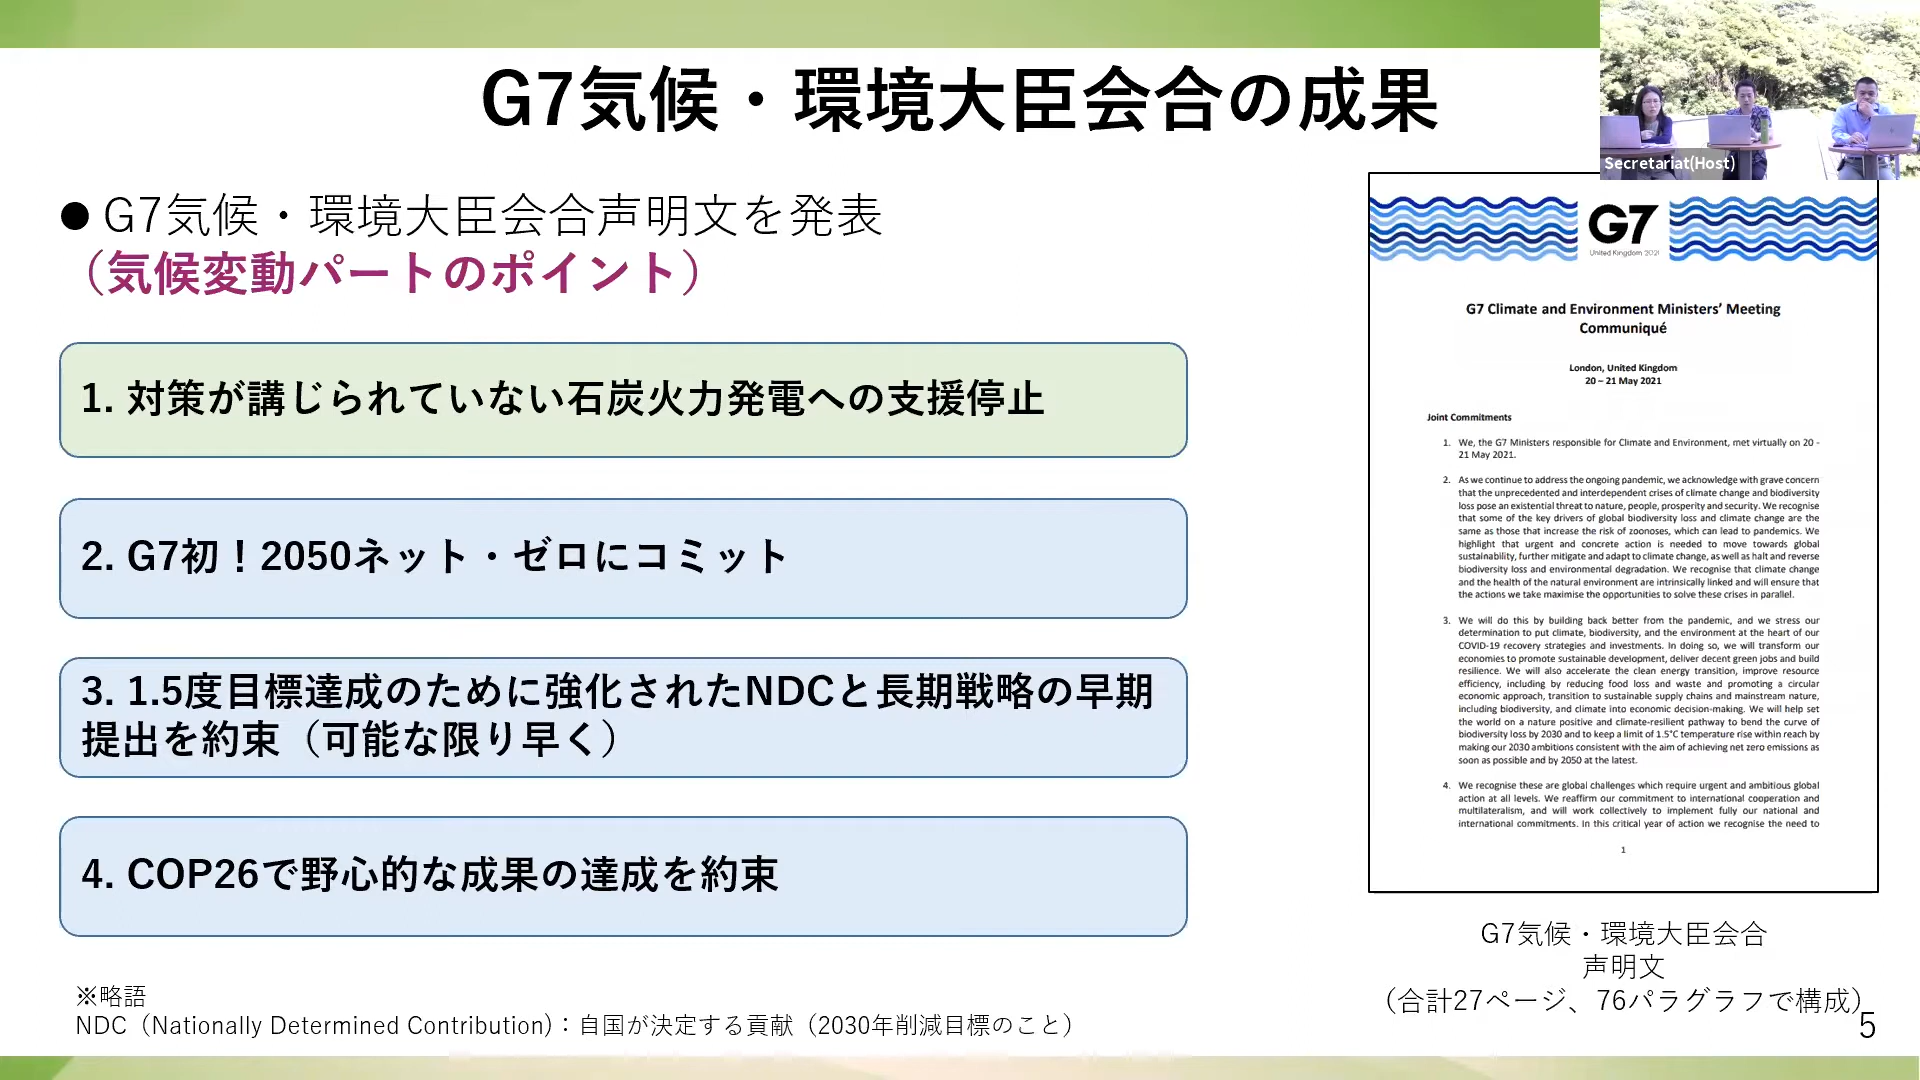 G7気候・環境大臣会合の成果
Secretariat(Host)
●G7気候・環境大臣会合声明文を発表
（気候変動パートのポイント）
1. 対策が講じられていない石炭火力発電への支援停止
2. G7初！2050ネット・ゼロにコミット
3. 1.5度目標達成のために強化されたNDCと長期戦略の早期
提出を約束（可能な限り早く）
4. COP26で野心的な成果の達成を約束
※略語
NDC（Nationally Determined Contribution)：自国が決定する貢献（2030年削減目標のこと）
G7
United Kingdom 2021
G7 Climate and Environment Ministers’ Meeting
Communiqué
London, United Kingdom
20 – 21 May 2021
Joint Commitments
1. We, the G7 Ministers responsible for Climate and Environment, met virtually on 20 -
21 May 2021.
2. As we continue to address the ongoing pandemic, we acknowledge with grave concern
that the unprecedented and interdependent crises of climate change and biodiversity
loss pose an existential threat to nature, people, prosperity and security. We recognise
that some of the key drivers of global biodiversity loss and climate change are the
same as those that increase the risk of zoonoses, which can lead to pandemics. We
highlight that urgent and concrete action is needed to move towards global
sustainability, further mitigate and adapt to climate change, as well as halt and reverse
biodiversity loss and environmental degradation. We recognise that climate change
and the health of the natural environment are intrinsically linked and will ensure that
the actions we take maximise the opportunities to solve these crises in parallel.
3. We will do this by building back better from the pandemic, and we stress our
determination to put climate, biodiversity, and the environment at the heart of our
COVID-19 recovery strategies and investments. In doing so, we will transform our
economies to promote sustainable development, deliver decent green jobs and build
resilience. We will also accelerate the clean energy transition, improve resource
efficiency, including by reducing food loss and waste and promoting a circular
economic approach, transition to sustainable supply chains and mainstream nature,
including biodiversity, and climate into economic decision-making. We will help set
the world on a nature positive and climate-resilient pathway to bend the curve of
biodiversity loss by 2030 and to keep a limit of 1.5°C temperature rise within reach by
making our 2030 ambitions consistent with the aim of achieving net zero emissions as
soon as possible and by 2050 at the latest.
4. We recognise these are global challenges which require urgent and ambitious global
action at all levels. We reaffirm our commitment to international cooperation and
multilateralism, and will work collectively to implement fully our national and
international commitments. In this critical year of action we recognise the need to
1
G7気候・環境大臣会合
声明文
（合計27ページ、76パラグラフで構成）
5